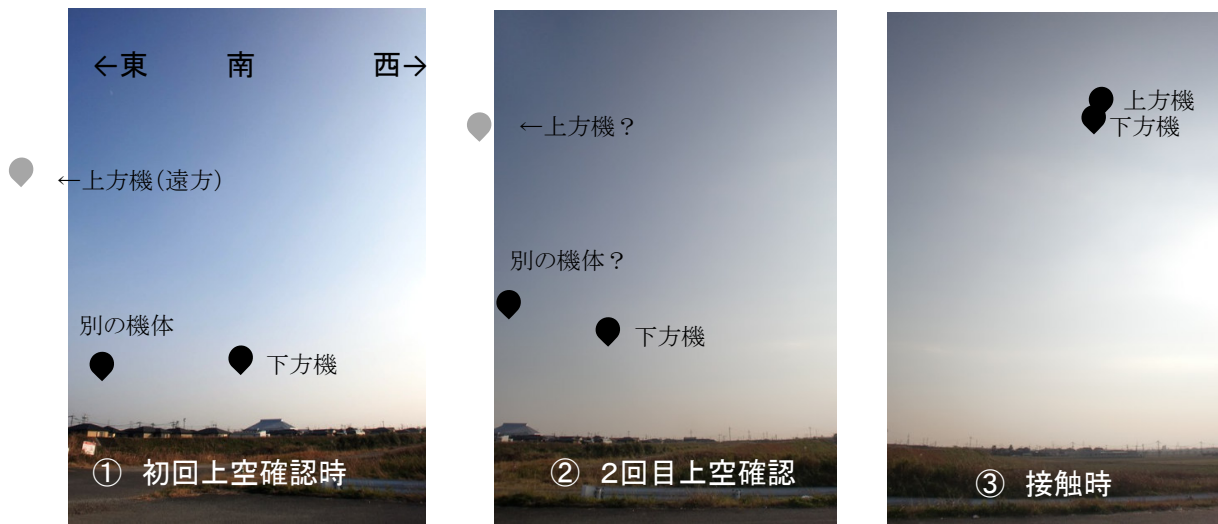 ←東 南 西→
←上方機(遠方)
別の機体
下方機
① 初回上空確認時
←上方機？
別の機体？
下方機
② 2回目上空確認
上方機
下方機
③ 接触時